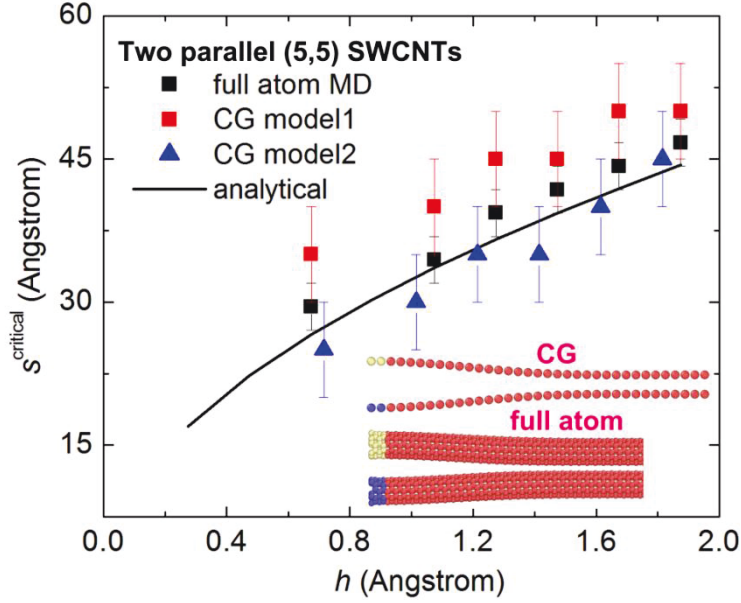 60
45
30
15
s^critical (Angstrom)
Two parallel (5,5) SWCNTs
full atom MD
CG model1
CG model2
analytical
CG
full atom
0.0 0.4 0.8 1.2 1.6 2.0
h (Angstrom)